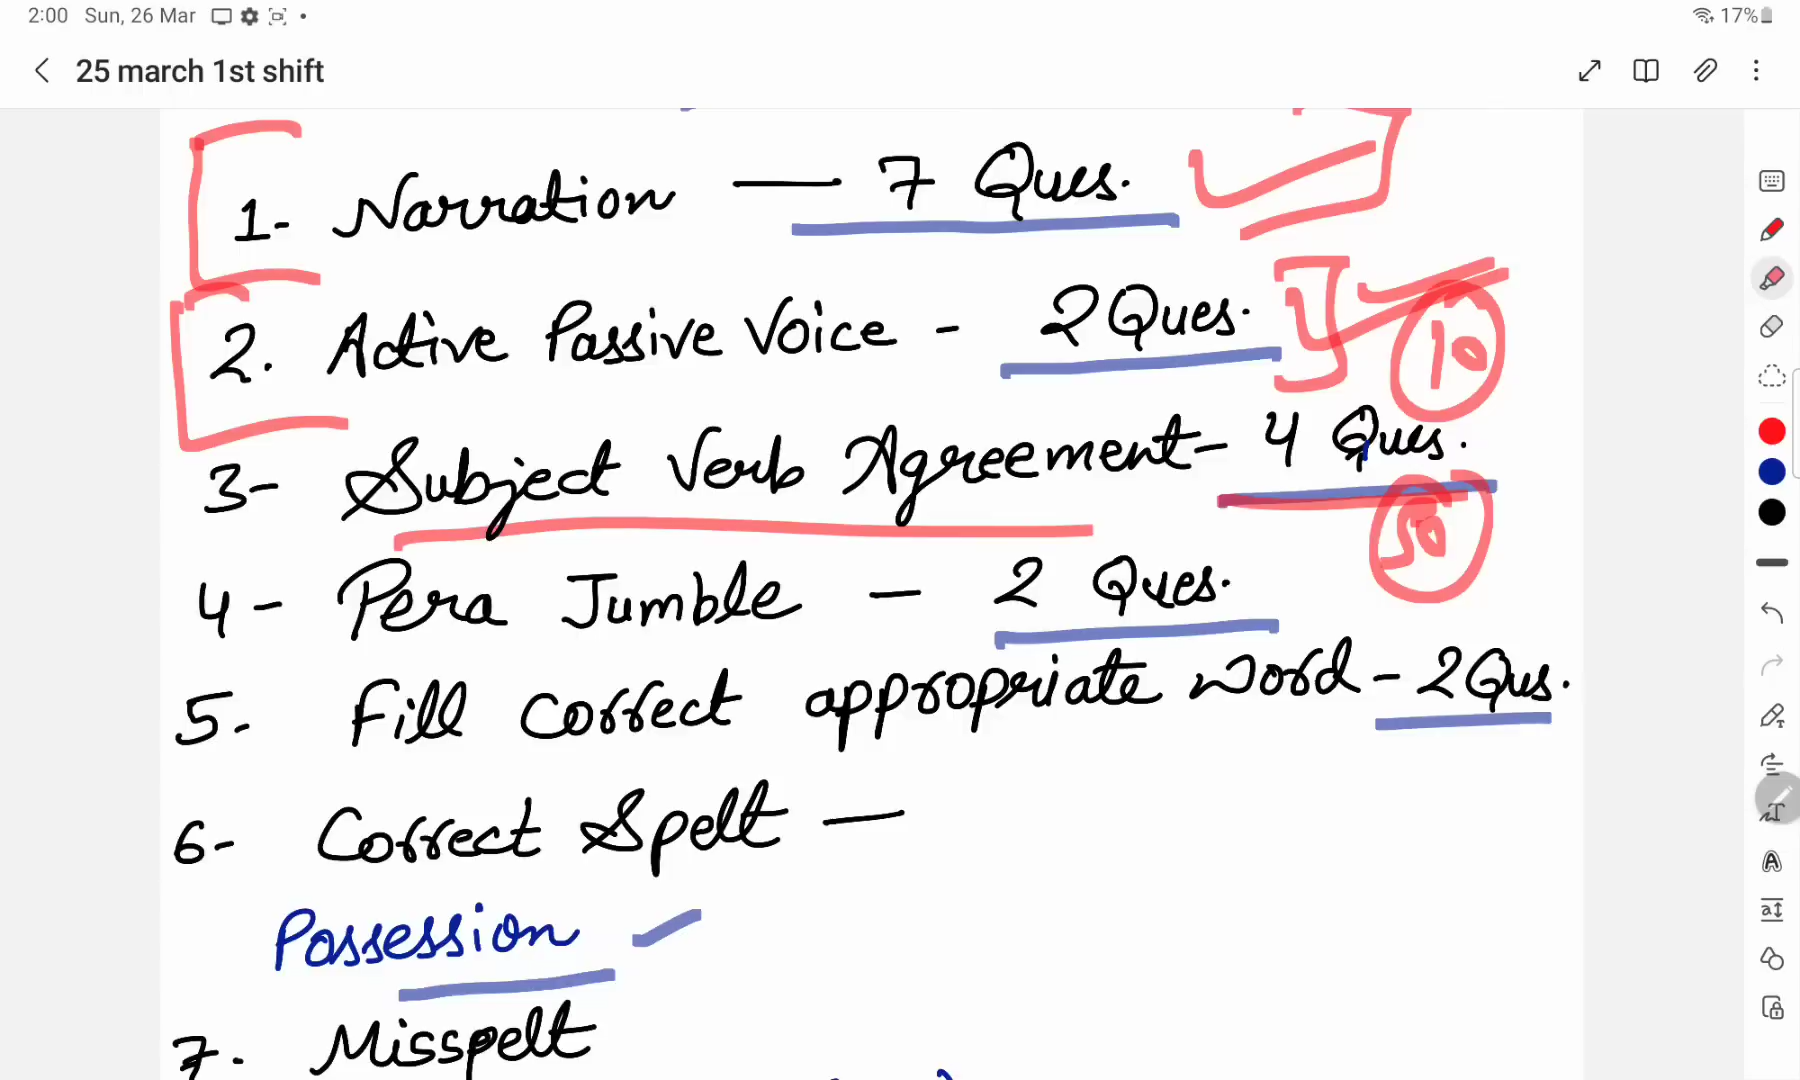 2:00 Sun, 26 Mar 17%
25 march 1st shift
1- Narration — 7 Ques.
2. Active Passive Voice - 2 Ques.
10
3- Subject Verb Agreement- 4 Ques.
50
4- Pera Jumble — 2 Ques.
5. Fill correct appropriate word - 2 Qus.
6- Correct Spelt —
Possession
7. Misspelt